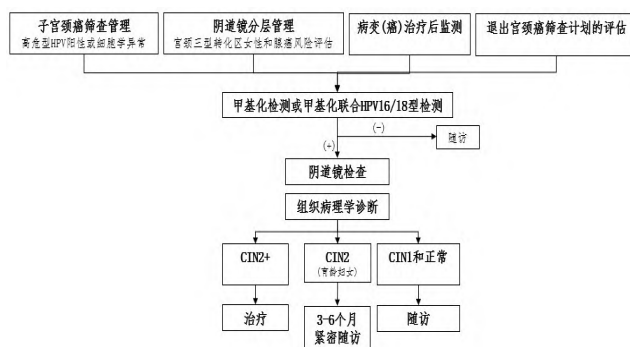 子宫颈癌筛查管理
高危型HPV阳性或细胞学异常
阴道镜分层管理
宫颈三型转化区女性和腺癌风险评估
病变(癌)治疗后监测
退出宫颈癌筛查计划的评估
甲基化检测或甲基化联合HPV16/18型检测
(-)
随访
(+)
阴道镜检查
组织病理学诊断
CIN2+
CIN2
(育龄妇女)
CIN1和正常
治疗
3-6个月
紧密随访
随访